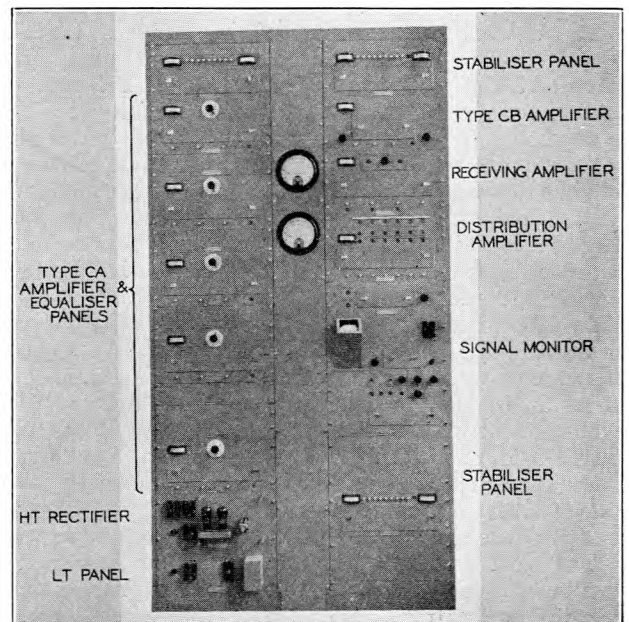 STABILISER PANEL
TYPE CB AMPLIFIER
RECEIVING AMPLIFIER
DISTRIBUTION
AMPLIFIER
TYPE CA
AMPLIFIER &
EQUALISER
PANELS
SIGNAL MONITOR
STABILISER
PANEL
HT RECTIFIER
LT PANEL